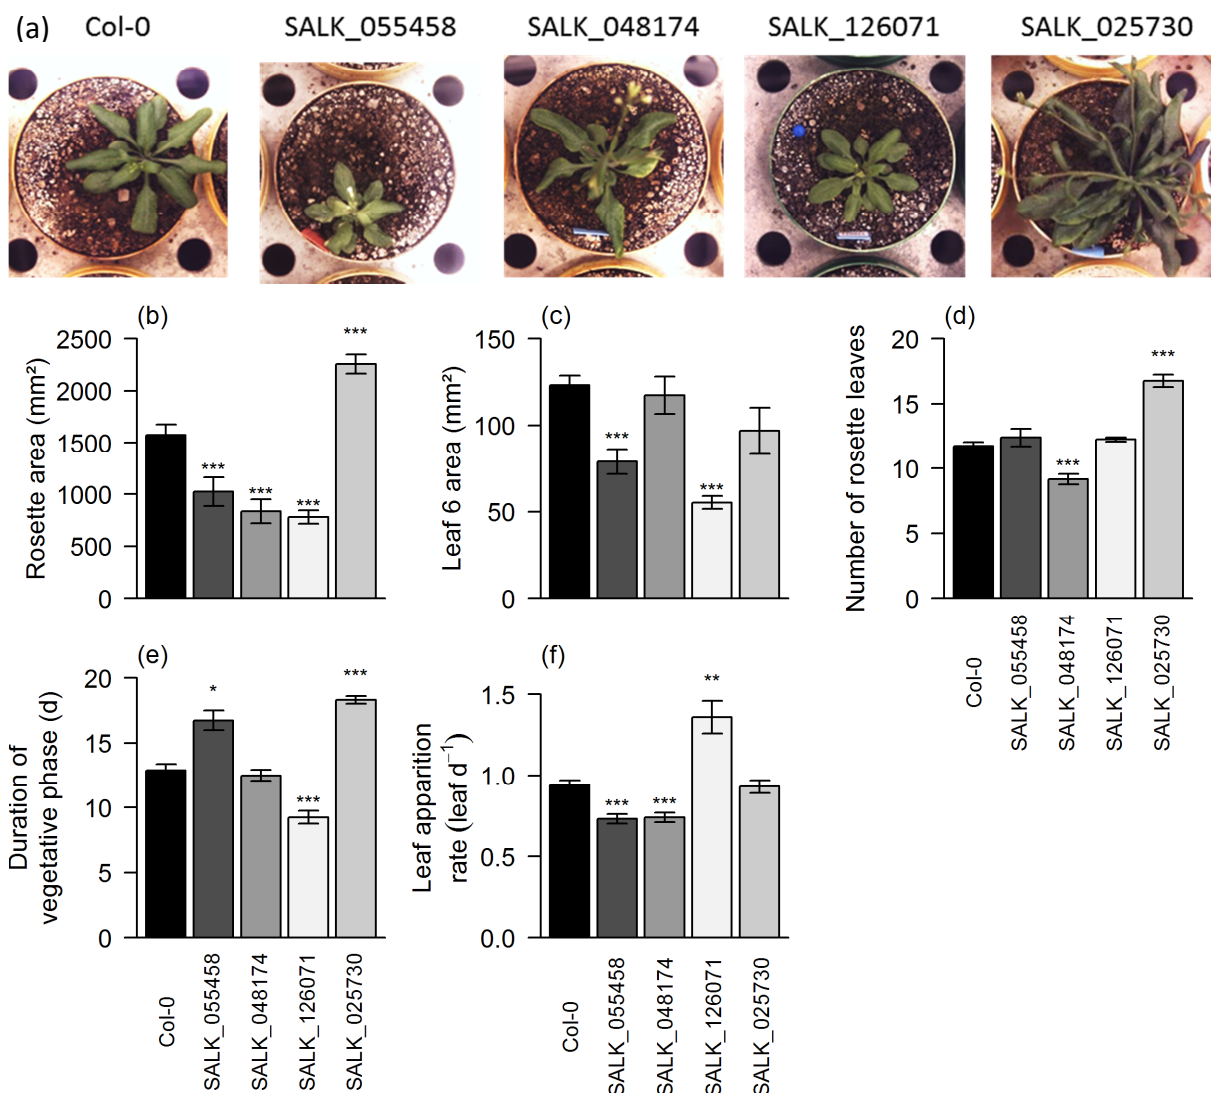 (a) Col-0 SALK_055458 SALK_048174 SALK_126071 SALK_025730
(b)
Rosette area (mm²)
2500
2000
1500
1000
500
0
***
***
***
***
(c)
Leaf 6 area (mm²)
150
100
50
0
***
***
(d)
Number of rosette leaves
20
15
10
5
0
***
***
Col-0
SALK_055458
SALK_048174
SALK_126071
SALK_025730
(e)
Duration of
vegetative phase (d)
20
15
10
5
0
*
***
***
Col-0
SALK_055458
SALK_048174
SALK_126071
SALK_025730
(f)
Leaf apparition
rate (leaf d⁻¹)
1.5
1.0
0.5
0.0
***
***
**
Col-0
SALK_055458
SALK_048174
SALK_126071
SALK_025730